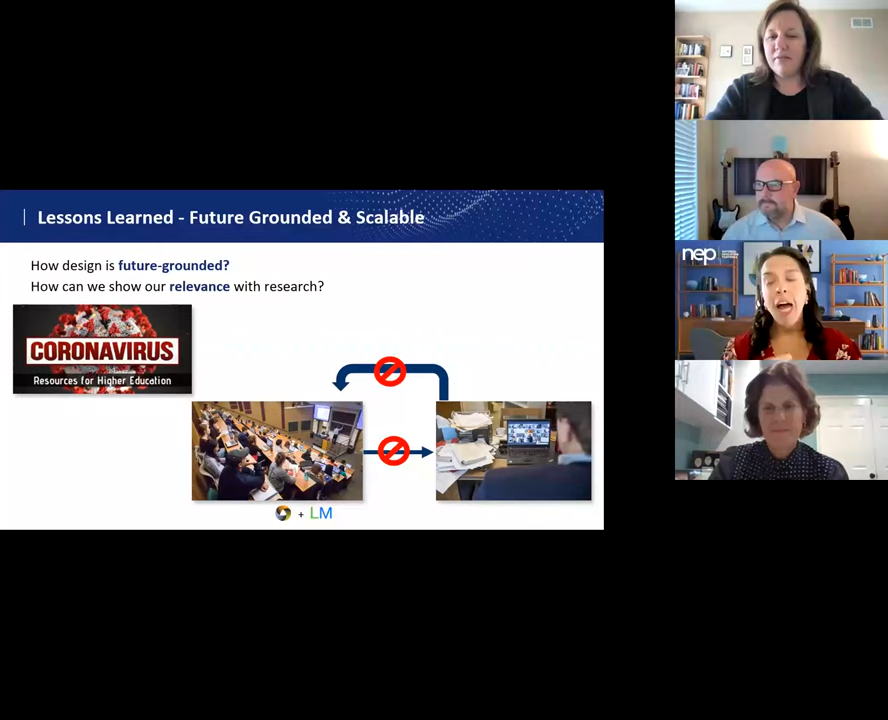 Lessons Learned - Future Grounded & Scalable
How design is future-grounded?
How can we show our relevance with research?
CORONAVIRUS
Resources for Higher Education
+ LM
nep